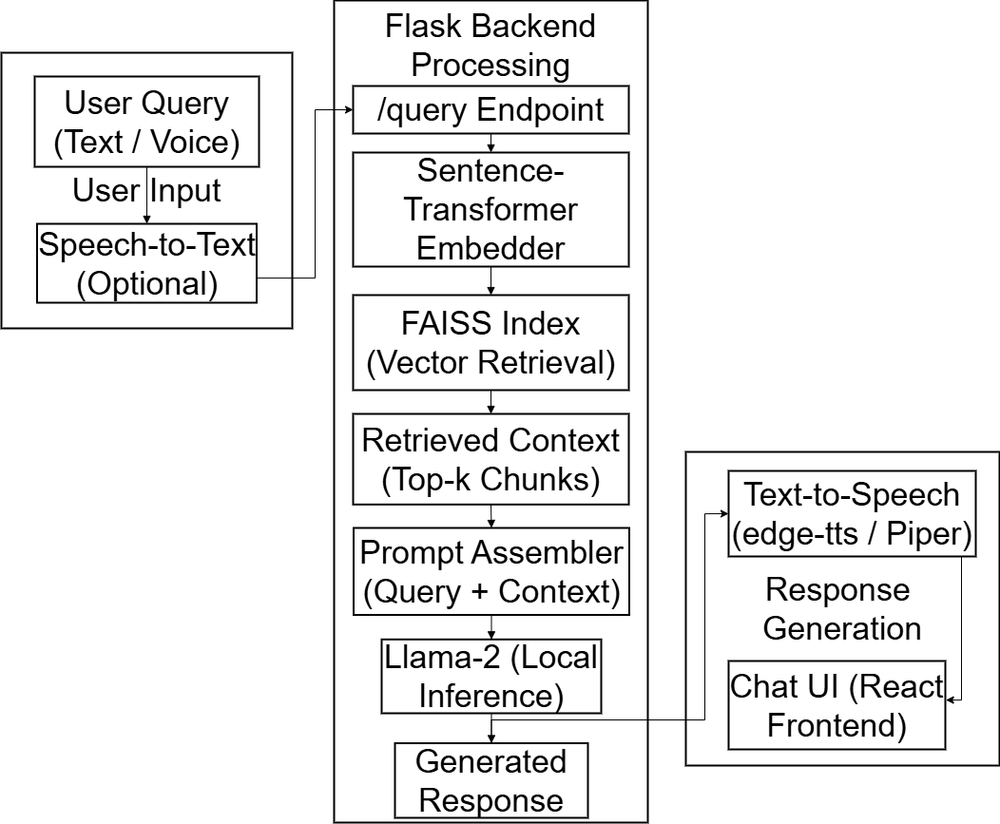 User Query
(Text / Voice)
User Input
Speech-to-Text
(Optional)
Flask Backend
Processing
/query Endpoint
Sentence-
Transformer
Embedder
FAISS Index
(Vector Retrieval)
Retrieved Context
(Top-k Chunks)
Prompt Assembler
(Query + Context)
Llama-2 (Local
Inference)
Generated
Response
Text-to-Speech
(edge-tts / Piper)
Response
Generation
Chat UI (React
Frontend)